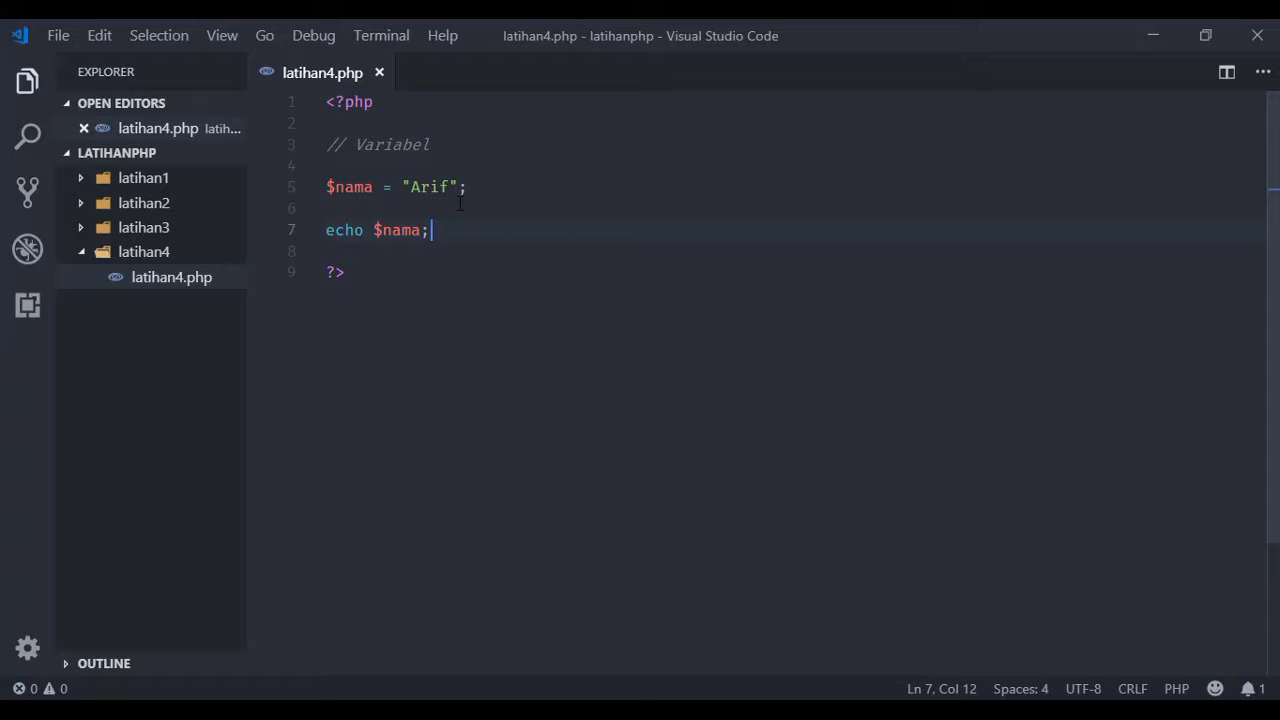 File Edit Selection View Go Debug Terminal Help latihan4.php - latihanphp - Visual Studio Code
EXPLORER
latihan4.php
OPEN EDITORS
latihan4.php latih...
LATIHANPHP
latihan1
latihan2
latihan3
latihan4
latihan4.php
OUTLINE
1 <?php
2
3 // Variabel
4
5 $nama = "Arif";
6
7 echo $nama;
8
9 ?>
0 0 Ln 7, Col 12 Spaces: 4 UTF-8 CRLF PHP 1